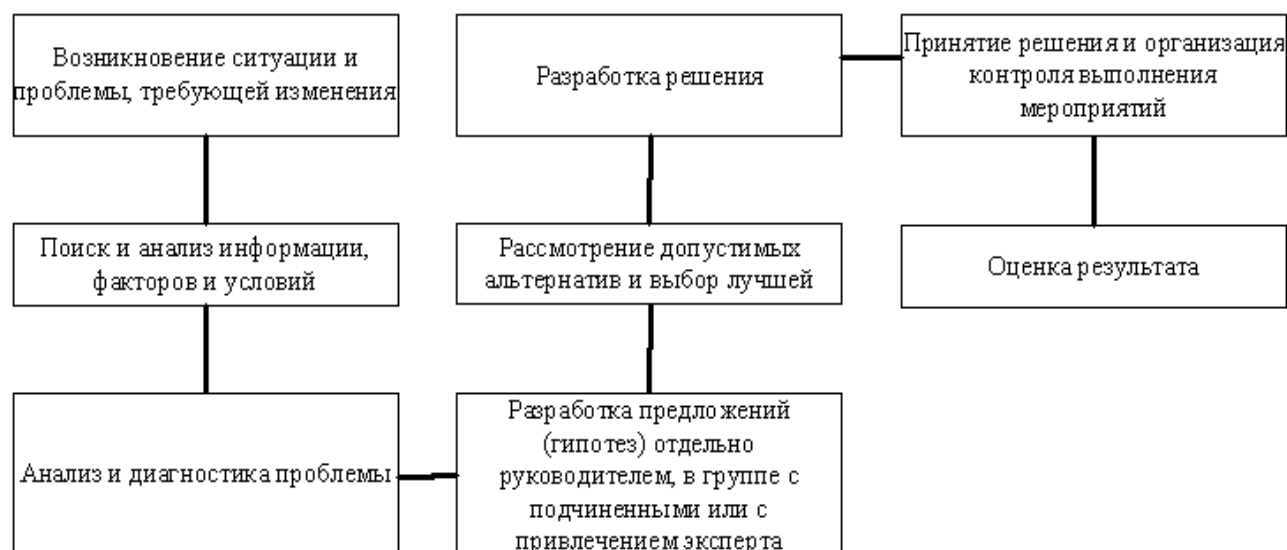 Возникновение ситуации и
проблемы, требующей изменения
Поиск и анализ информации,
факторов и условий
Анализ и диагностика проблемы
Разработка предложений
(гипотез) отдельно
руководителем, в группе с
подчиненными или с
привлечением эксперта
Рассмотрение допустимых
альтернатив и выбор лучшей
Разработка решения
Принятие решения и организация
контроля выполнения
мероприятий
Оценка результата